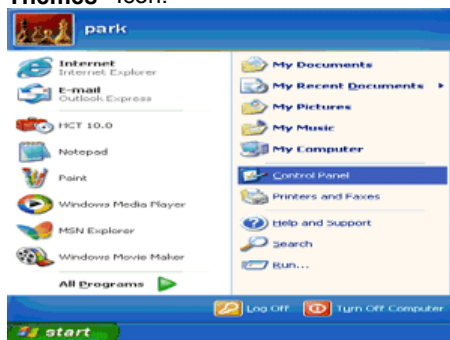 Themes" icon.
park
Internet
Internet Explorer
E-mail
Outlook Express
HCT 10.0
Notepad
Paint
Windows Media Player
MSN Explorer
Windows Movie Maker
All Programs
My Documents
My Recent Documents
My Pictures
My Music
My Computer
Control Panel
Printers and Faxes
Help and Support
Search
Run...
Log Off
Turn Off Computer
start